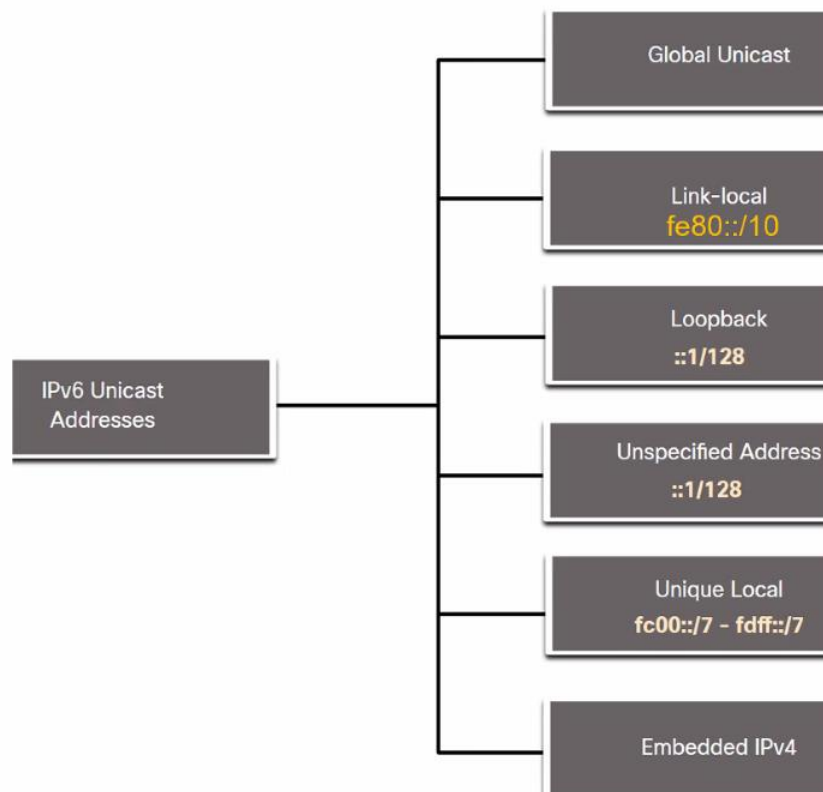 Global Unicast
Link-local
fe80::/10
Loopback
::1/128
IPv6 Unicast
Addresses
Unspecified Address
::1/128
Unique Local
fc00::/7 - fdff::/7
Embedded IPv4